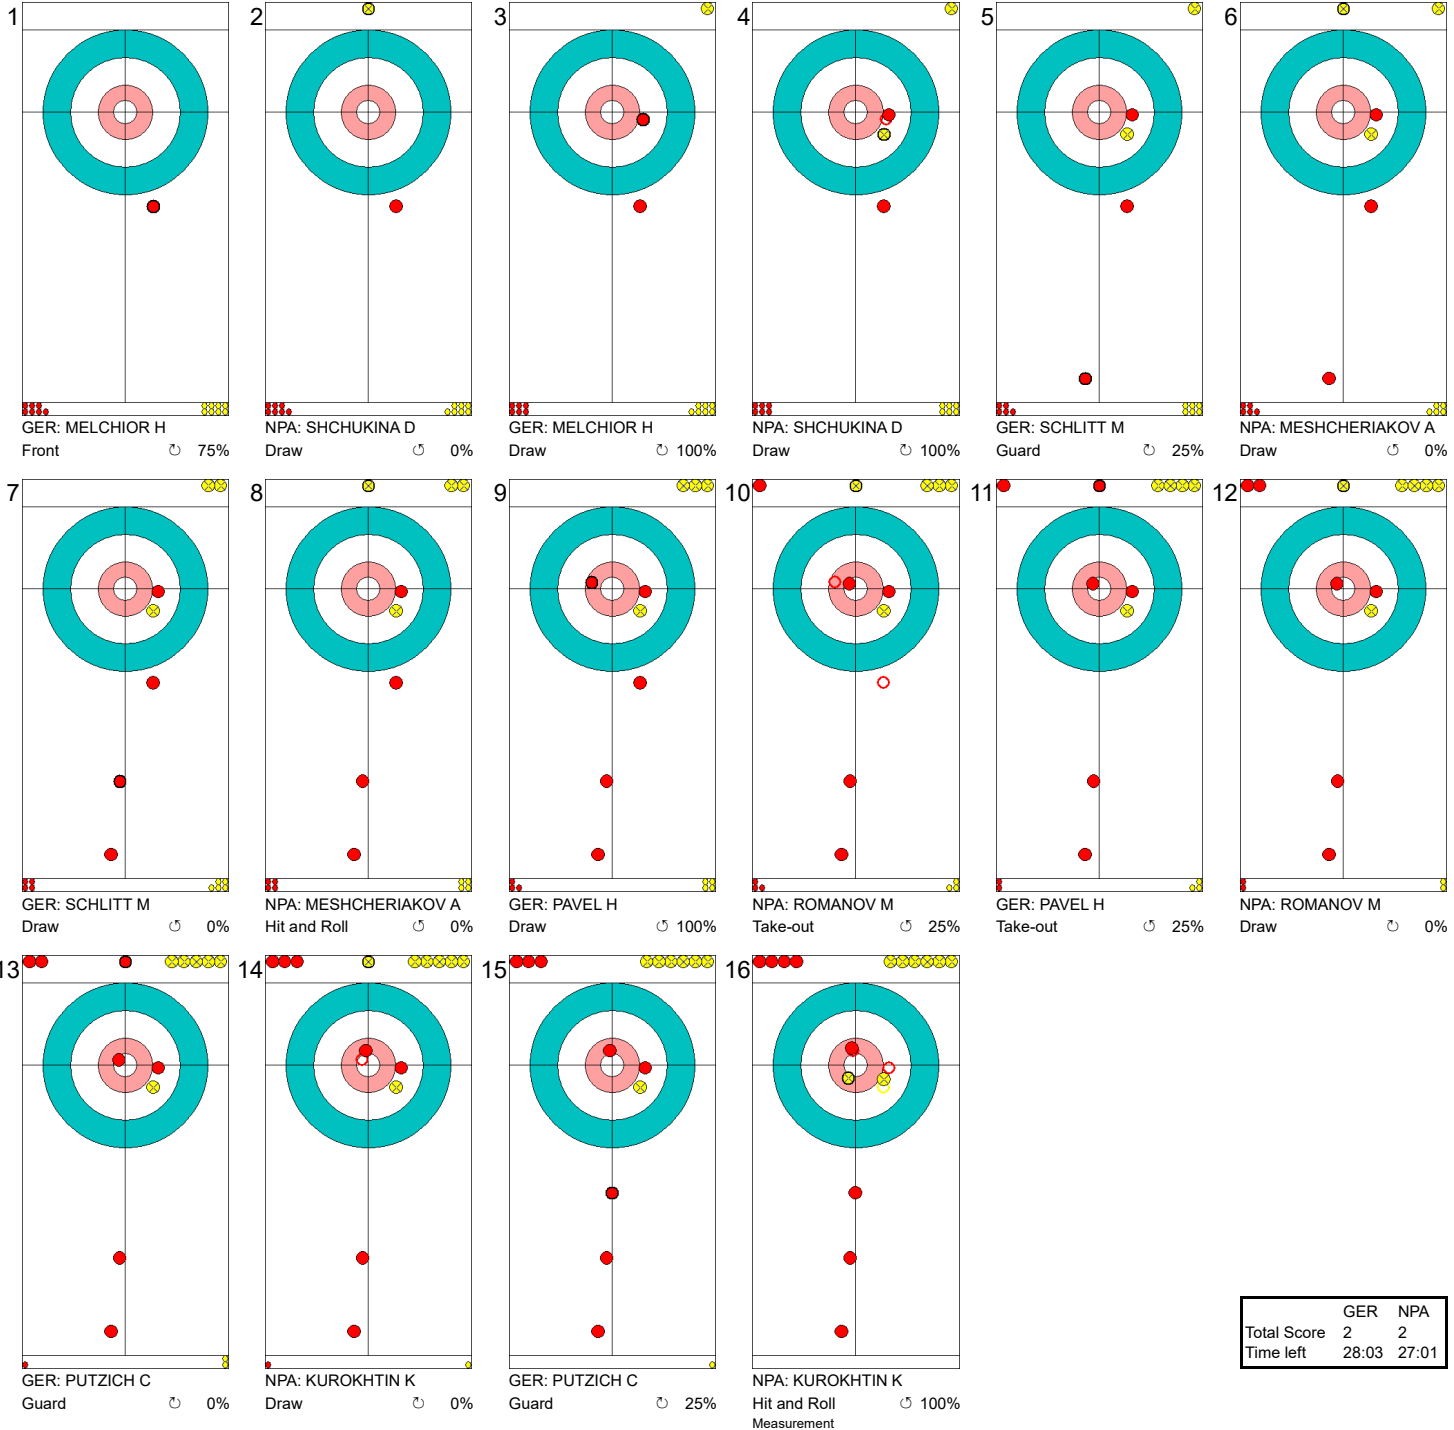 1
GER: MELCHIOR H
Front ↻ 75%
2
NPA: SHCHUKINA D
Draw ↺ 0%
3
GER: MELCHIOR H
Draw ↻ 100%
4
NPA: SHCHUKINA D
Draw ↺ 100%
5
GER: SCHLITT M
Guard ↻ 25%
6
NPA: MESHCHERIAKOV A
Draw ↺ 0%
7
GER: SCHLITT M
Draw ↺ 0%
8
NPA: MESHCHERIAKOV A
Hit and Roll ↺ 0%
9
GER: PAVEL H
Draw ↻ 100%
10
NPA: ROMANOV M
Take-out ↺ 25%
11
GER: PAVEL H
Take-out ↺ 25%
12
NPA: ROMANOV M
Draw ↺ 0%
13
GER: PUTZICH C
Guard ↻ 0%
14
NPA: KUROKHTIN K
Draw ↻ 0%
15
GER: PUTZICH C
Guard ↻ 25%
16
NPA: KUROKHTIN K
Hit and Roll ↺ 100%
Measurement
GER NPA
Total Score 2 2
Time left 28:03 27:01